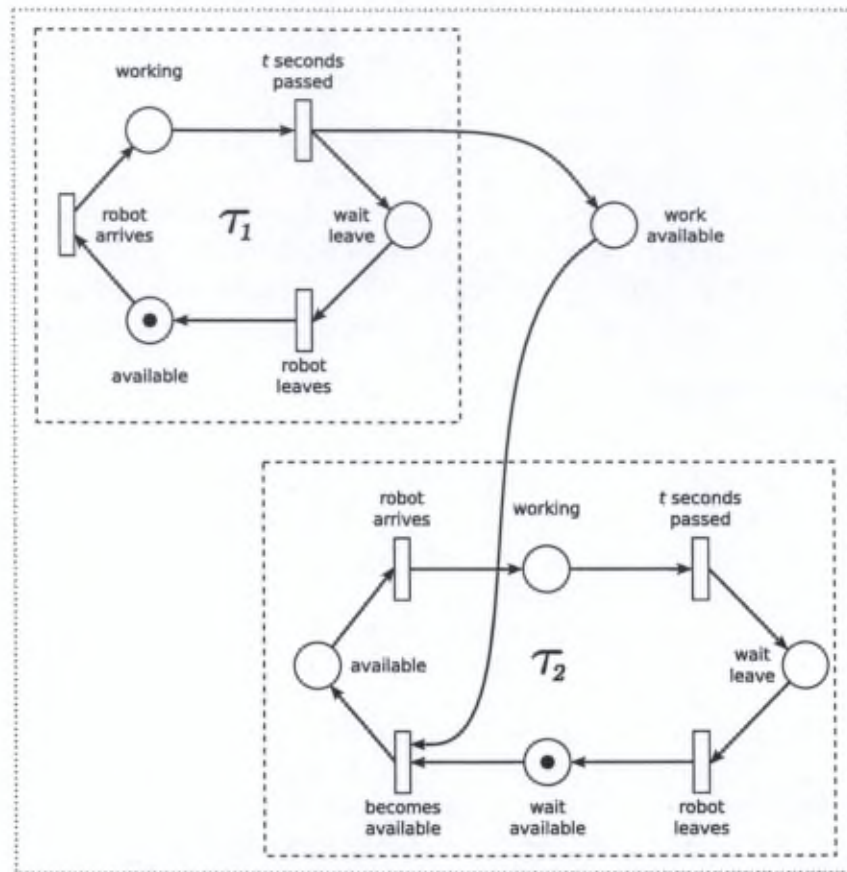 t seconds
passed
working
robot
arrives
τ1
wait
leave
work
available
available
robot
leaves
robot
arrives
working
t seconds
passed
available
τ2
wait
leave
becomes
available
wait
available
robot
leaves